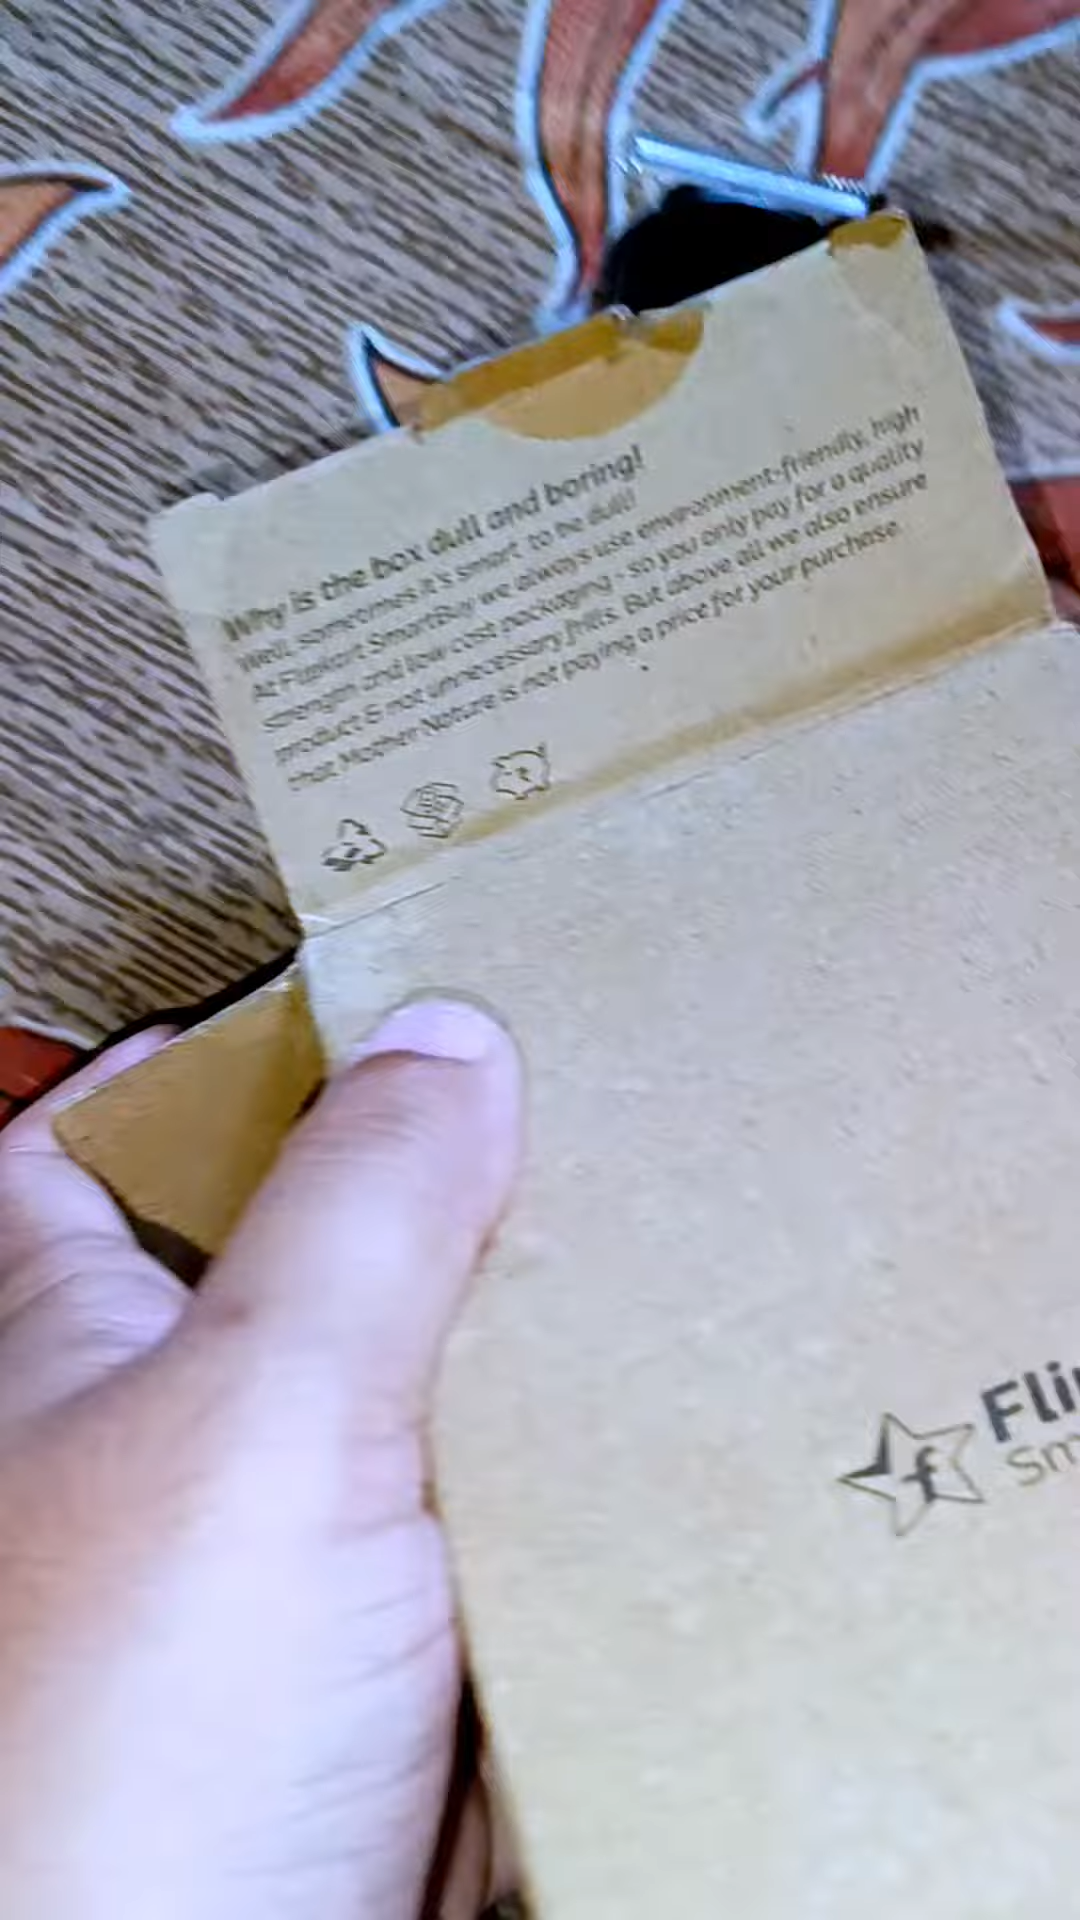 Why is the box dull and boring!
Well, sometimes it's 'smart' to be dull!
At Flipkart SmartBuy we always use environment-friendly, high
strength and low cost packaging - so you only pay for a quality
product & not unnecessary frills. But above all we also ensure
that Mother Nature is not paying a price for your purchase.
f
Fli
Sm